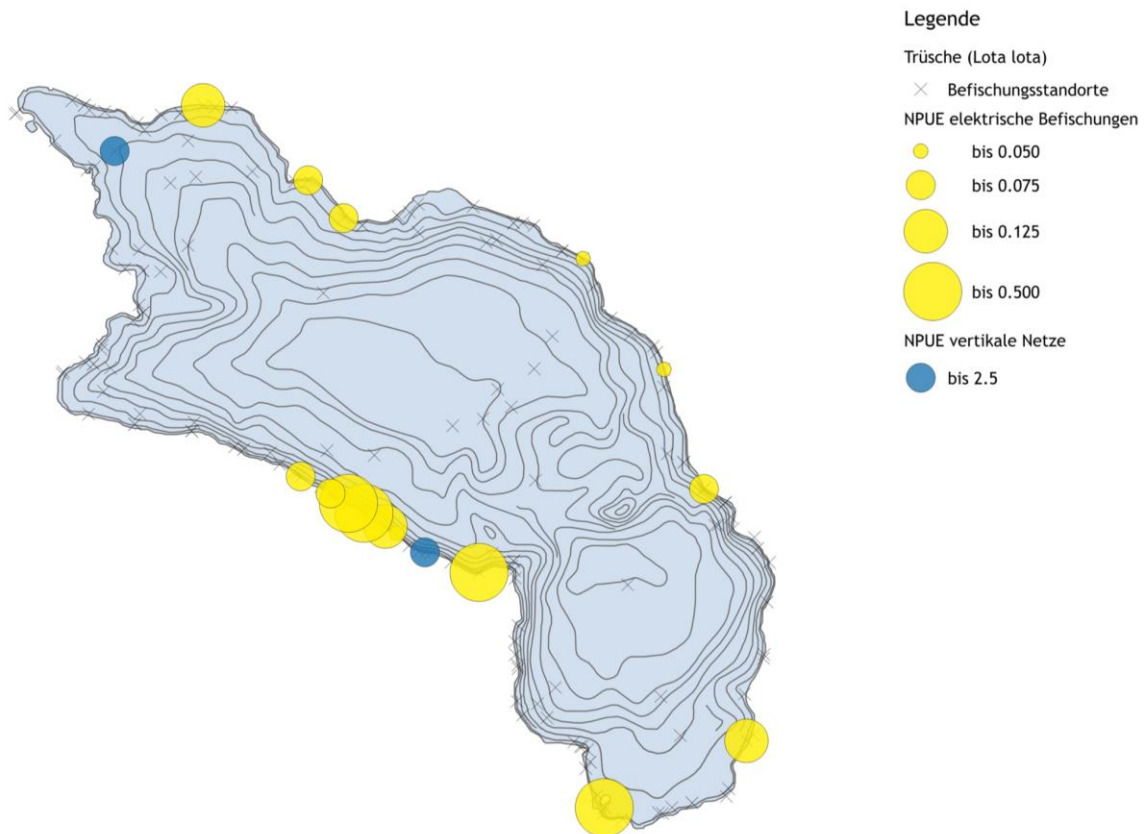 Legende
Trüsche (Lota lota)
Befischungsstandorte
NPUE elektrische Befischungen
bis 0.050
bis 0.075
bis 0.125
bis 0.500
NPUE vertikale Netze
bis 2.5